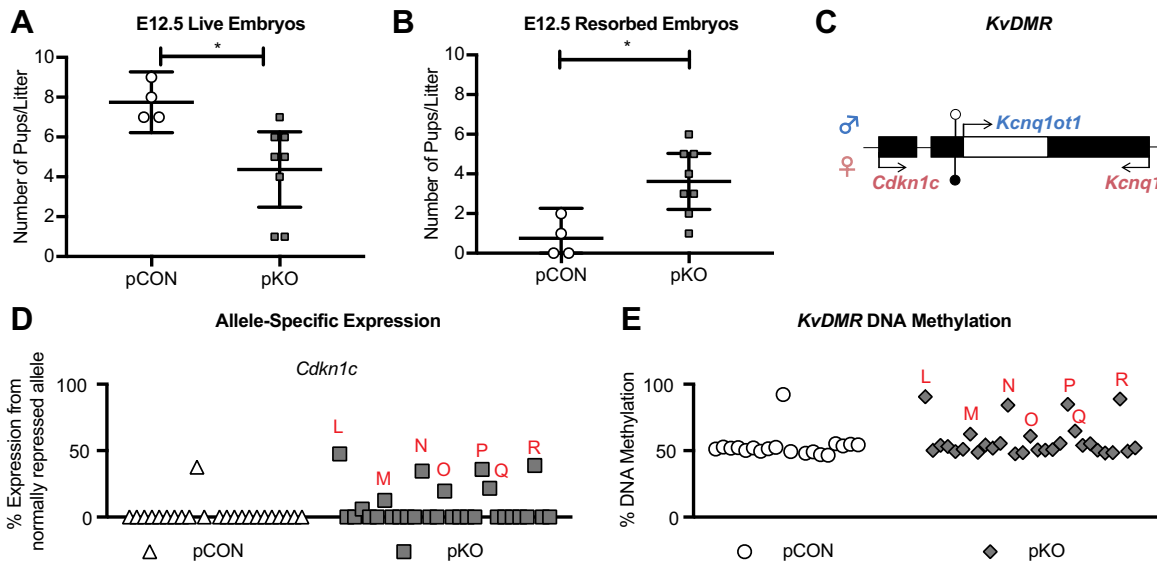 A
E12.5 Live Embryos
*
Number of Pups/Litter
10
8
6
4
2
0
pCON
pKO
B
E12.5 Resorbed Embryos
*
Number of Pups/Litter
10
8
6
4
2
0
pCON
pKO
C
KvDMR
♂
Kcnq1ot1
♀
Cdkn1c
Kcnq1
D
Allele-Specific Expression
Cdkn1c
% Expression from
normally repressed allele
100
50
0
L
M
N
O
P
Q
R
pCON
pKO
E
KvDMR DNA Methylation
% DNA Methylation
100
50
0
L
M
N
O
P
Q
R
pCON
pKO